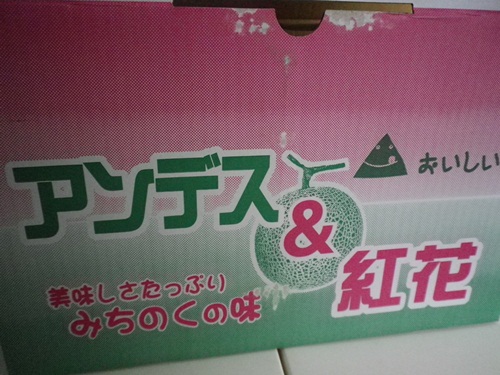 おいしい
アンデス
&
紅花
美味しさたっぷり
みちのくの味